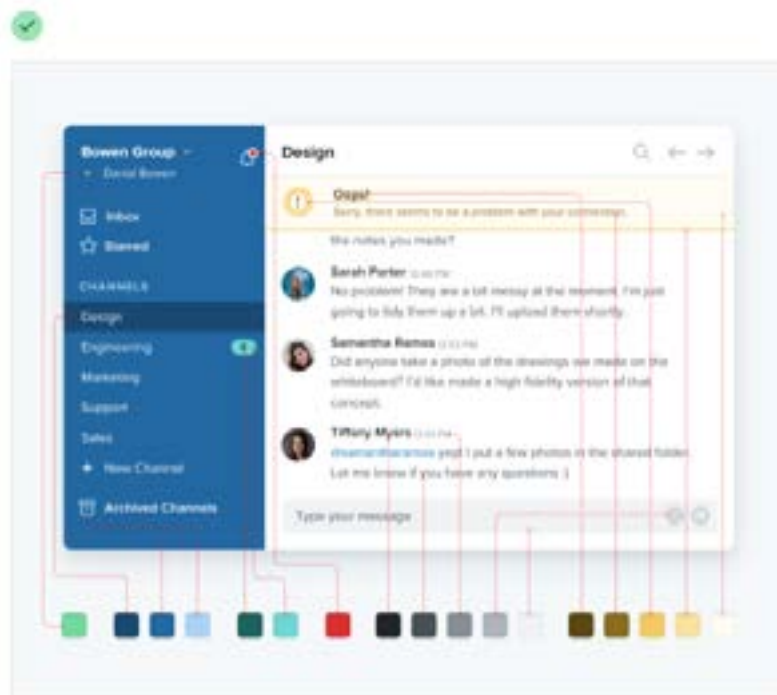 Bowen Group
Daniel Bowen
Design
Inbox
Starred
CHANNELS
Design
Engineering
Marketing
Support
Sales
+ New Channel
Archived Channels
Oops!
Sorry, there seems to be a problem with your connection.
the notes you made?
Sarah Parter
No problem! They are a bit messy at the moment. I'm just
going to tidy them up a bit. I'll upload them shortly.
Samantha Ramos
Did anyone take a photo of the drawings we made on the
whiteboard? I'd like made a high fidelity version of that
concept.
Tiffany Myers
@samantharamos yep! I put a few photos in the shared folder.
Let me know if you have any questions :)
Type your message